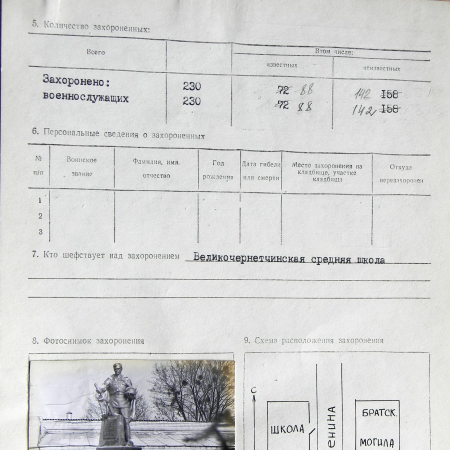 5. Количество захороненных:
Всего
В том числе:
известных
неизвестных
Захоронено: 230 72 88 142 158
военнослужащих 230 72 88 142 158
6. Персональные сведения о захороненных
№ п/п
Воинское звание
Фамилия, имя, отчество
Год рождения
Дата гибели или смерти
Место захоронения на кладбище, участке кладбища
Откуда перезахоронен
1
2
3
7. Кто шефствует над захоронением Великочернетчинская средняя школа
8. Фотоснимок захоронения
9. Схема расположения захоронения
С
ШКОЛА
ЕНИНА
БРАТСК.
МОГИЛА